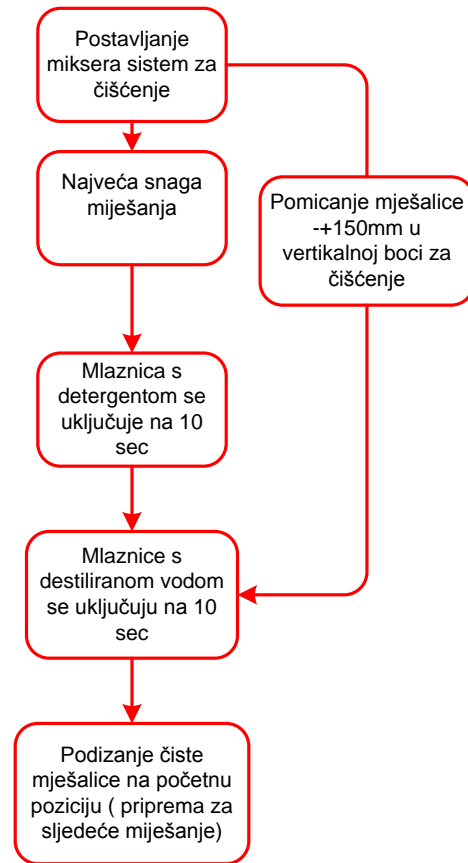 Postavljanje
miksera sistem za
čišćenje
Najveća snaga
miješanja
Pomicanje mješalice
-+150mm u
vertikalnoj boci za
čišćenje
Mlaznica s
detergentom se
uključuje na 10
sec
Mlaznice s
destiliranom vodom
se uključuju na 10
sec
Podizanje čiste
mješalice na početnu
poziciju ( priprema za
sljedeće miješanje)